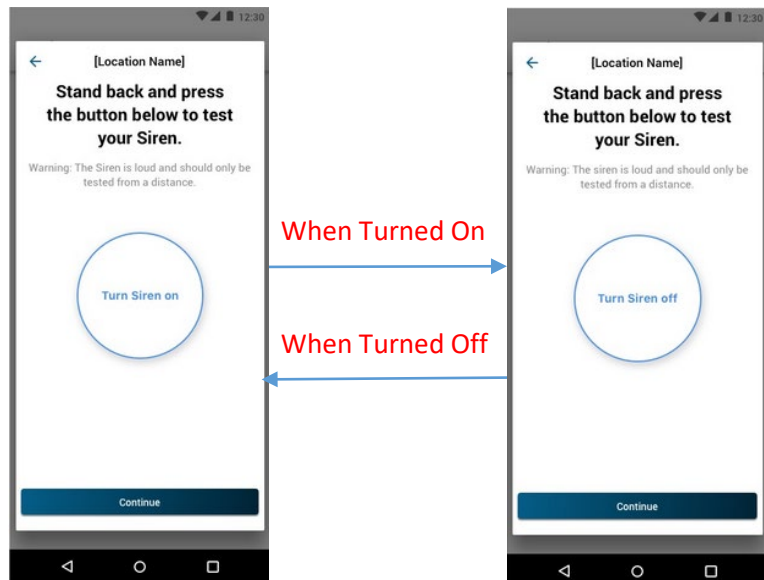 12:30
[Location Name]
Stand back and press
the button below to test
your Siren.
Warning: The Siren is loud and should only be
tested from a distance.
Turn Siren on
Continue
When Turned On
When Turned Off
12:30
[Location Name]
Stand back and press
the button below to test
your Siren.
Warning: The siren is loud and should only be
tested from a distance.
Turn Siren off
Continue